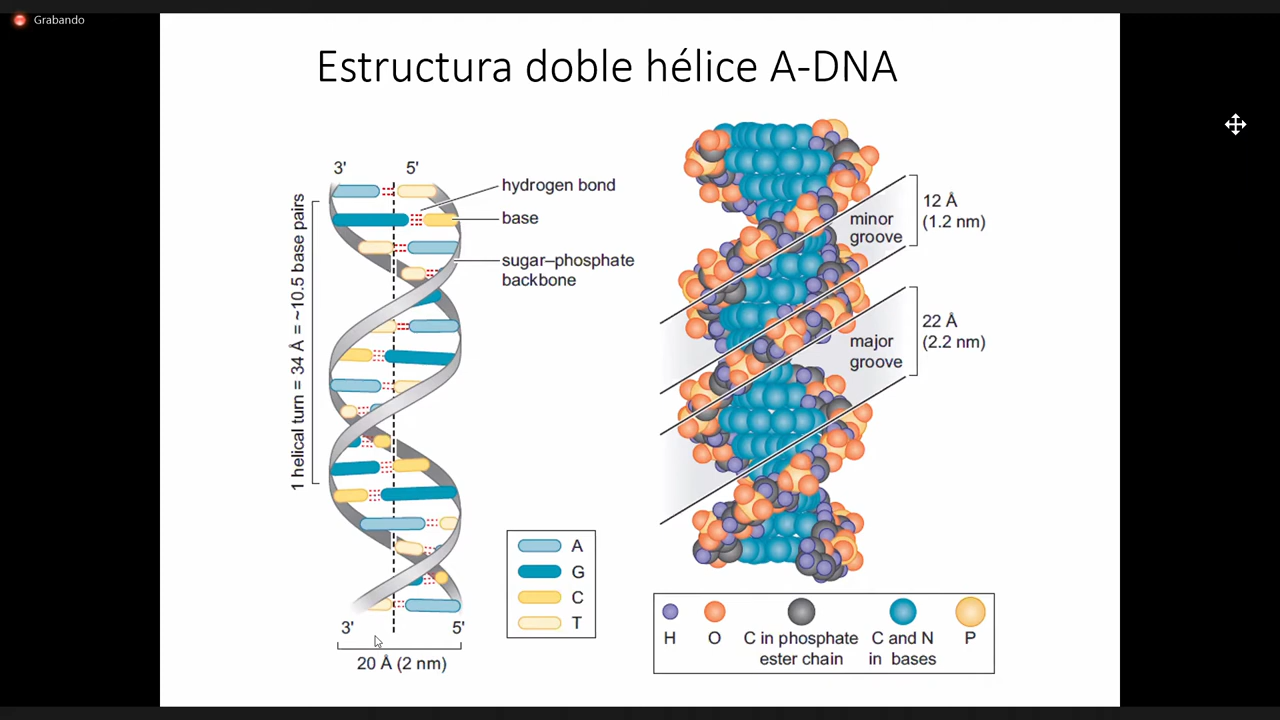 Grabando
Estructura doble hélice A-DNA
3'
5'
hydrogen bond
base
sugar–phosphate
backbone
1 helical turn = 34 Å = ~10.5 base pairs
A
G
C
T
3'
5'
20 Å (2 nm)
minor
groove
12 Å
(1.2 nm)
major
groove
22 Å
(2.2 nm)
H
O
C in phosphate
ester chain
C and N
in bases
P